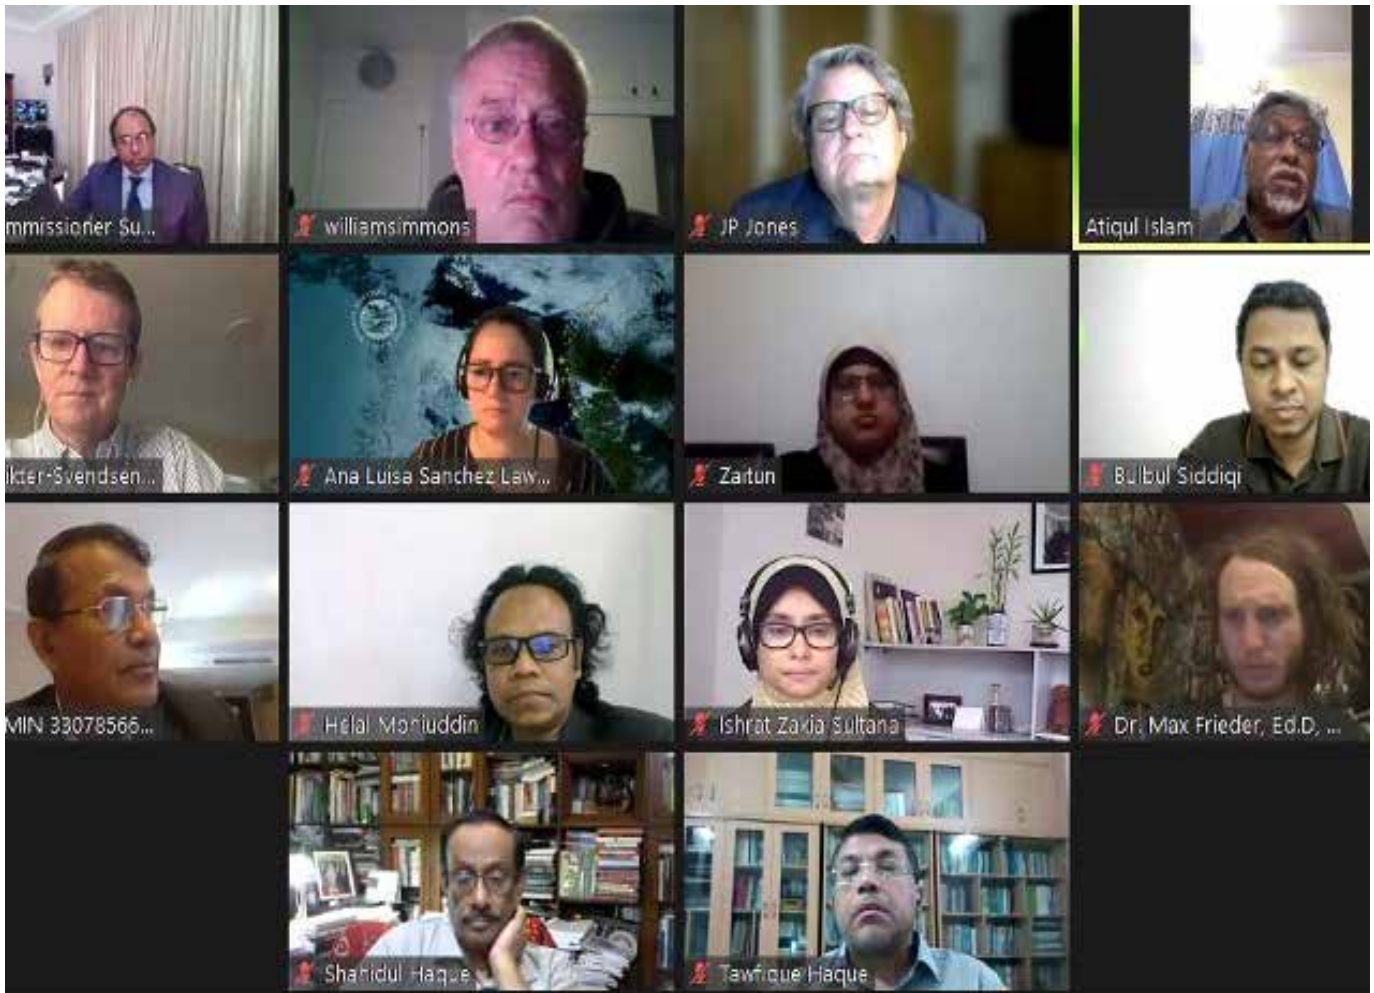 mmissioner Su...
williamsimmons
JP Jones
Atiqul Islam
ikter-Svendsen...
Ana Luisa Sanchez Law...
Zaitun
Bulbul Siddiqi
MIN 33078566...
Helal Mohiuddin
Ishrat Zakia Sultana
Dr. Max Frieder, Ed.D, ...
Shahidul Haque
Tawfique Haque